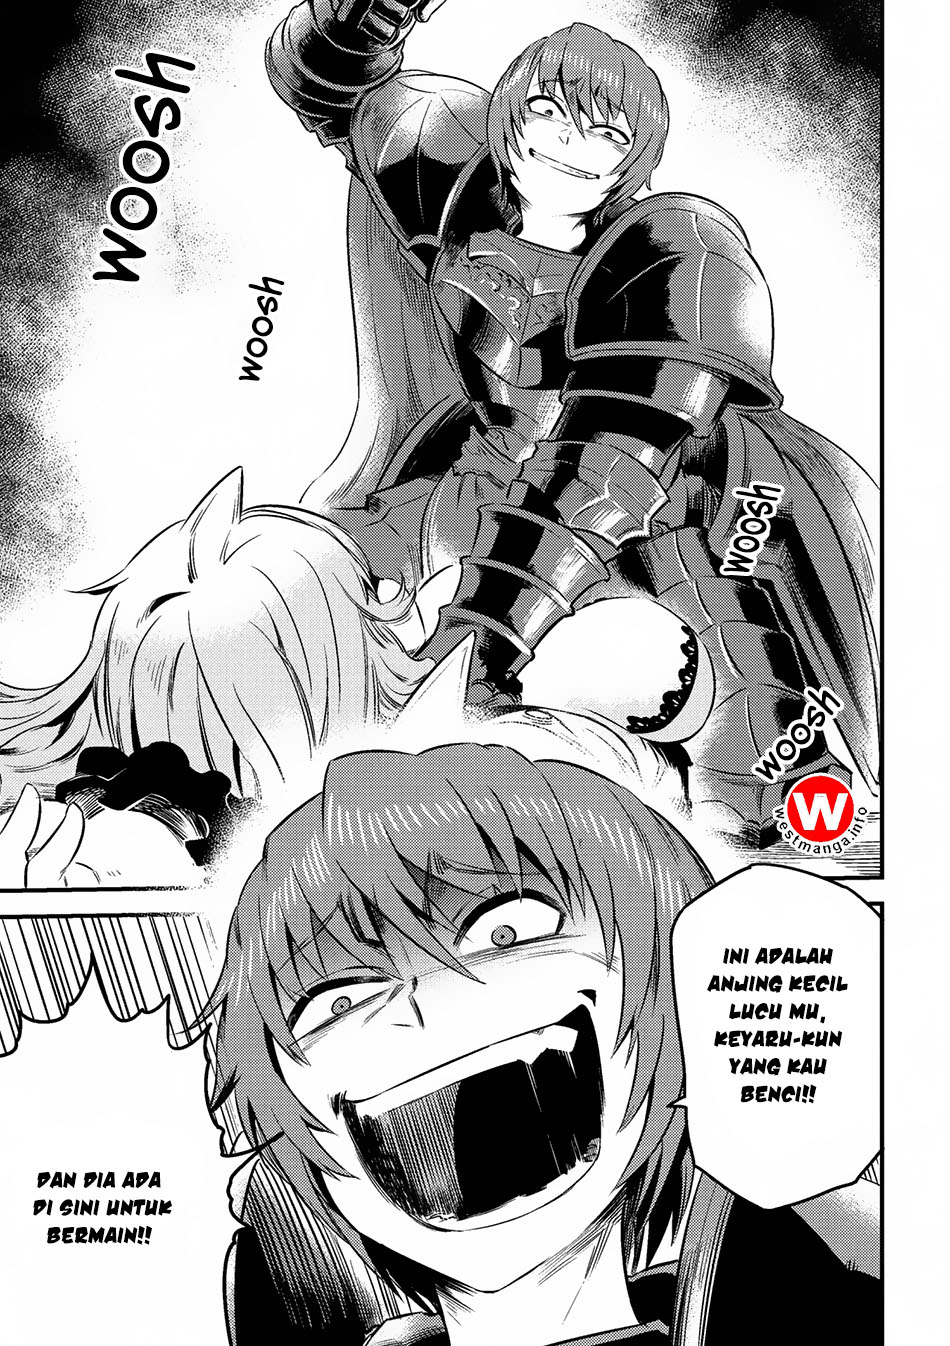 woosh
woosh
woosh
woosh
W
westmanga.info
INI ADALAH
ANJING KECIL
LUCU MU,
KEYARU-KUN
YANG KAU
BENCI!!
DAN DIA ADA
DI SINI UNTUK
BERMAIN!!